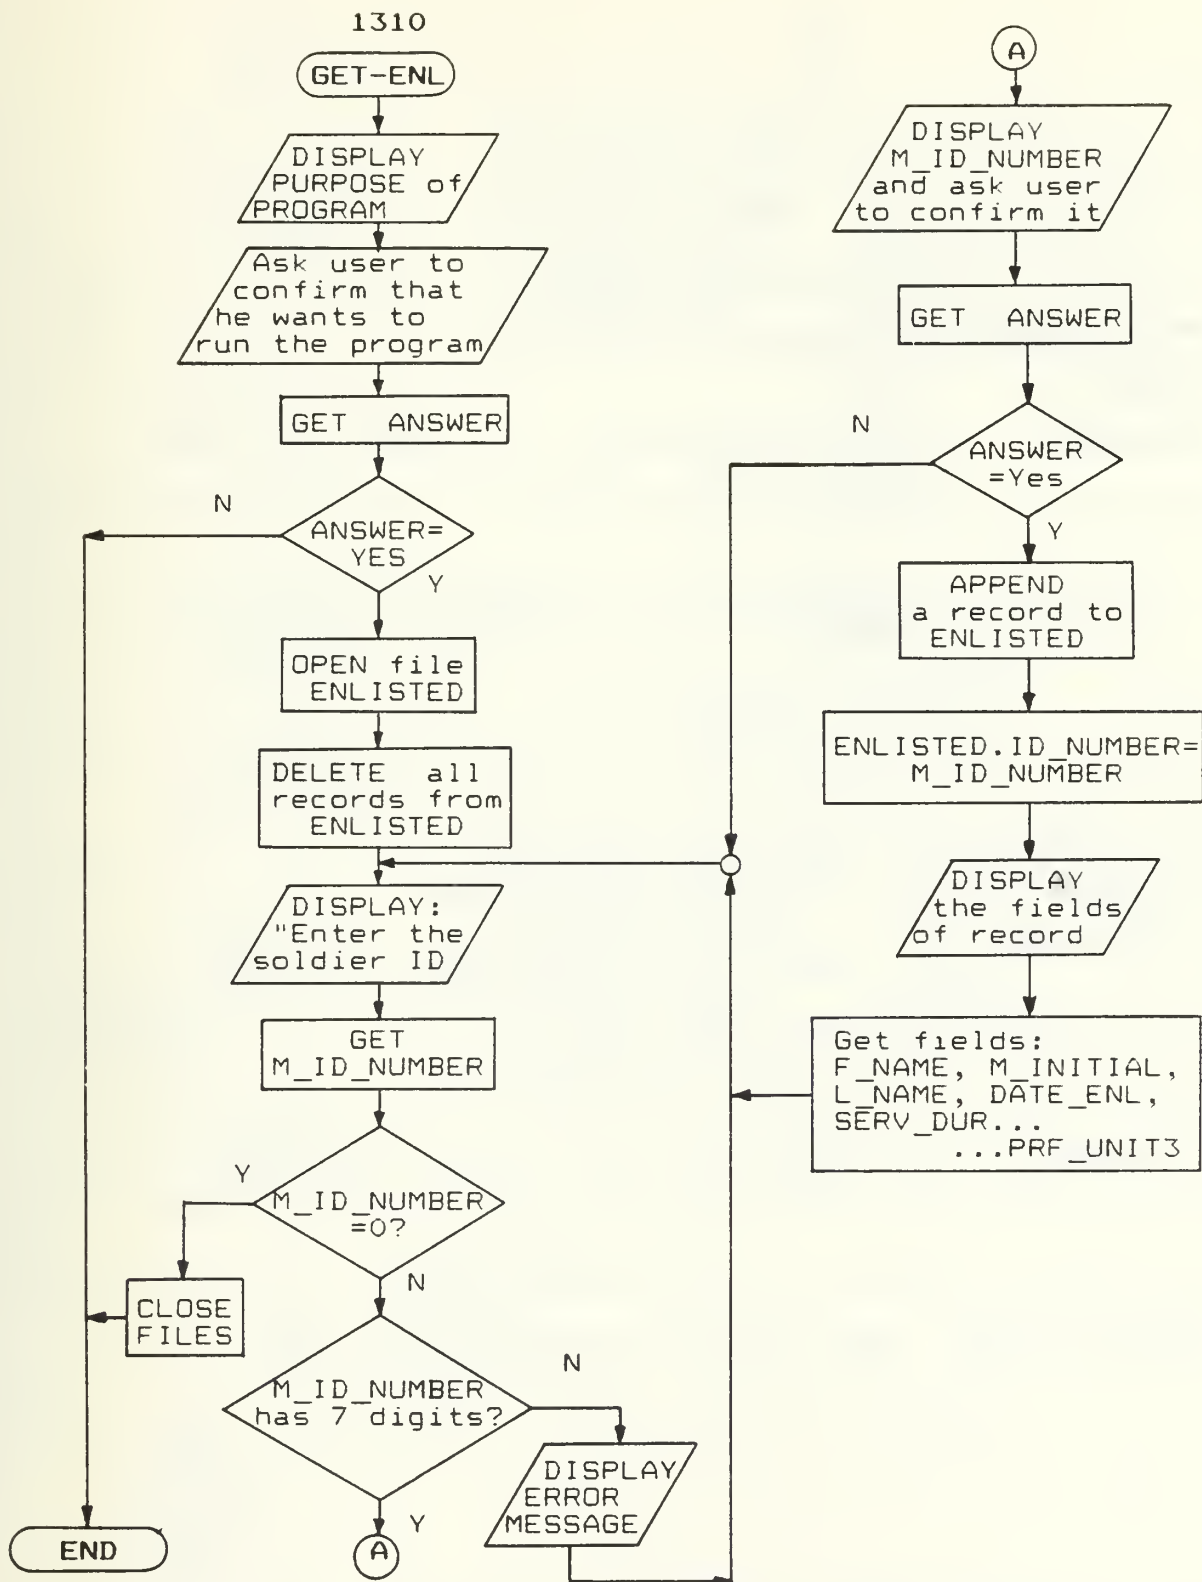 1310
GET-ENL
DISPLAY
PURPOSE of
PROGRAM
Ask user to
confirm that
he wants to
run the program
GET ANSWER
N
ANSWER=
YES
Y
OPEN file
ENLISTED
DELETE all
records from
ENLISTED
DISPLAY:
"Enter the
soldier ID
GET
M_ID_NUMBER
Y
M_ID_NUMBER
=0?
N
CLOSE
FILES
M_ID_NUMBER
has 7 digits?
N
DISPLAY
ERROR
MESSAGE
Y
A
END
A
DISPLAY
M_ID_NUMBER
and ask user
to confirm it
GET ANSWER
N
ANSWER
=Yes
Y
APPEND
a record to
ENLISTED
ENLISTED.ID_NUMBER=
M_ID_NUMBER
DISPLAY
the fields
of record
Get fields:
F_NAME, M_INITIAL,
L_NAME, DATE_ENL,
SERV_DUR...
...PRF_UNIT3